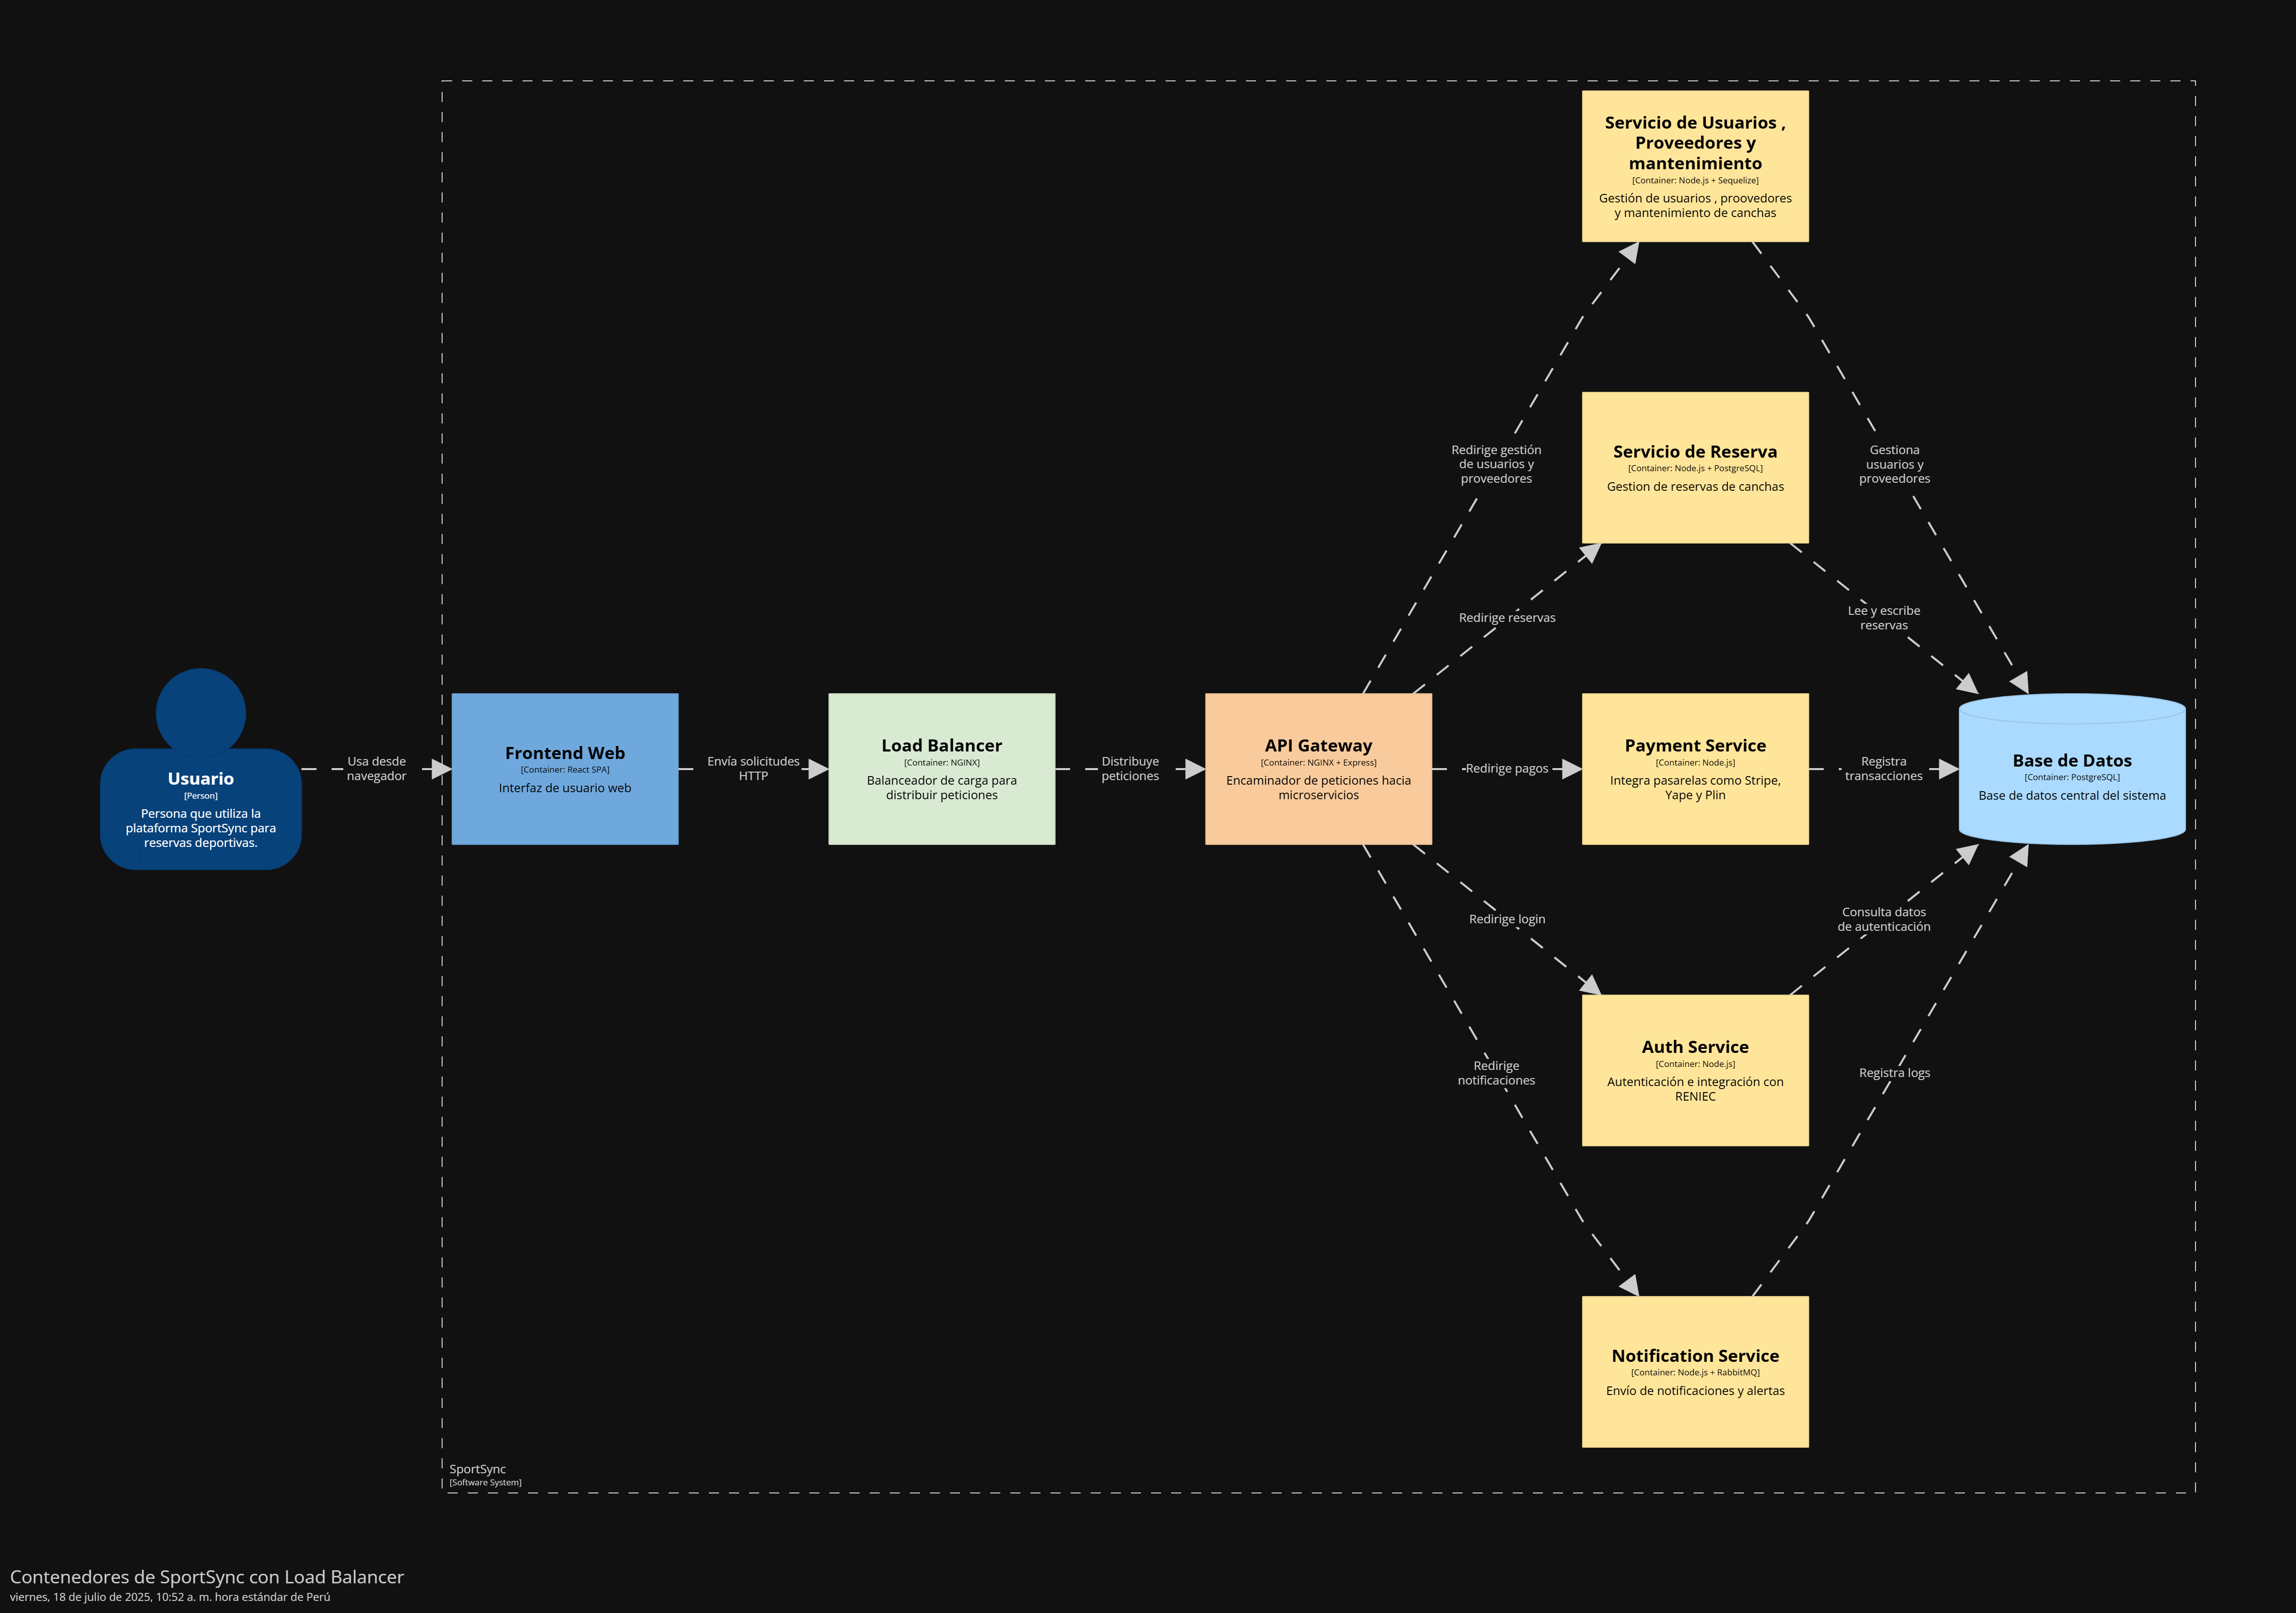 Servicio de Usuarios ,
Proveedores y
mantenimiento
[Container: Node.js + Sequelize]
Gestión de usuarios , proovedores
y mantenimiento de canchas
Redirige gestión
de usuarios y
proveedores
Servicio de Reserva
[Container: Node.js + PostgreSQL]
Gestion de reservas de canchas
Gestiona
usuarios y
proveedores
Redirige reservas
Lee y escribe
reservas
Usuario
[Person]
Persona que utiliza la
plataforma SportSync para
reservas deportivas.
Usa desde
navegador
Frontend Web
[Container: React SPA]
Interfaz de usuario web
Envía solicitudes
HTTP
Load Balancer
[Container: NGINX]
Balanceador de carga para
distribuir peticiones
Distribuye
peticiones
API Gateway
[Container: NGINX + Express]
Encaminador de peticiones hacia
microservicios
Redirige pagos
Payment Service
[Container: Node.js]
Integra pasarelas como Stripe,
Yape y Plin
Registra
transacciones
Base de Datos
[Container: PostgreSQL]
Base de datos central del sistema
Redirige login
Consulta datos
de autenticación
Auth Service
[Container: Node.js]
Autenticación e integración con
RENIEC
Redirige
notificaciones
Registra logs
Notification Service
[Container: Node.js + RabbitMQ]
Envío de notificaciones y alertas
SportSync
[Software System]
Contenedores de SportSync con Load Balancer
viernes, 18 de julio de 2025, 10:52 a. m. hora estándar de Perú